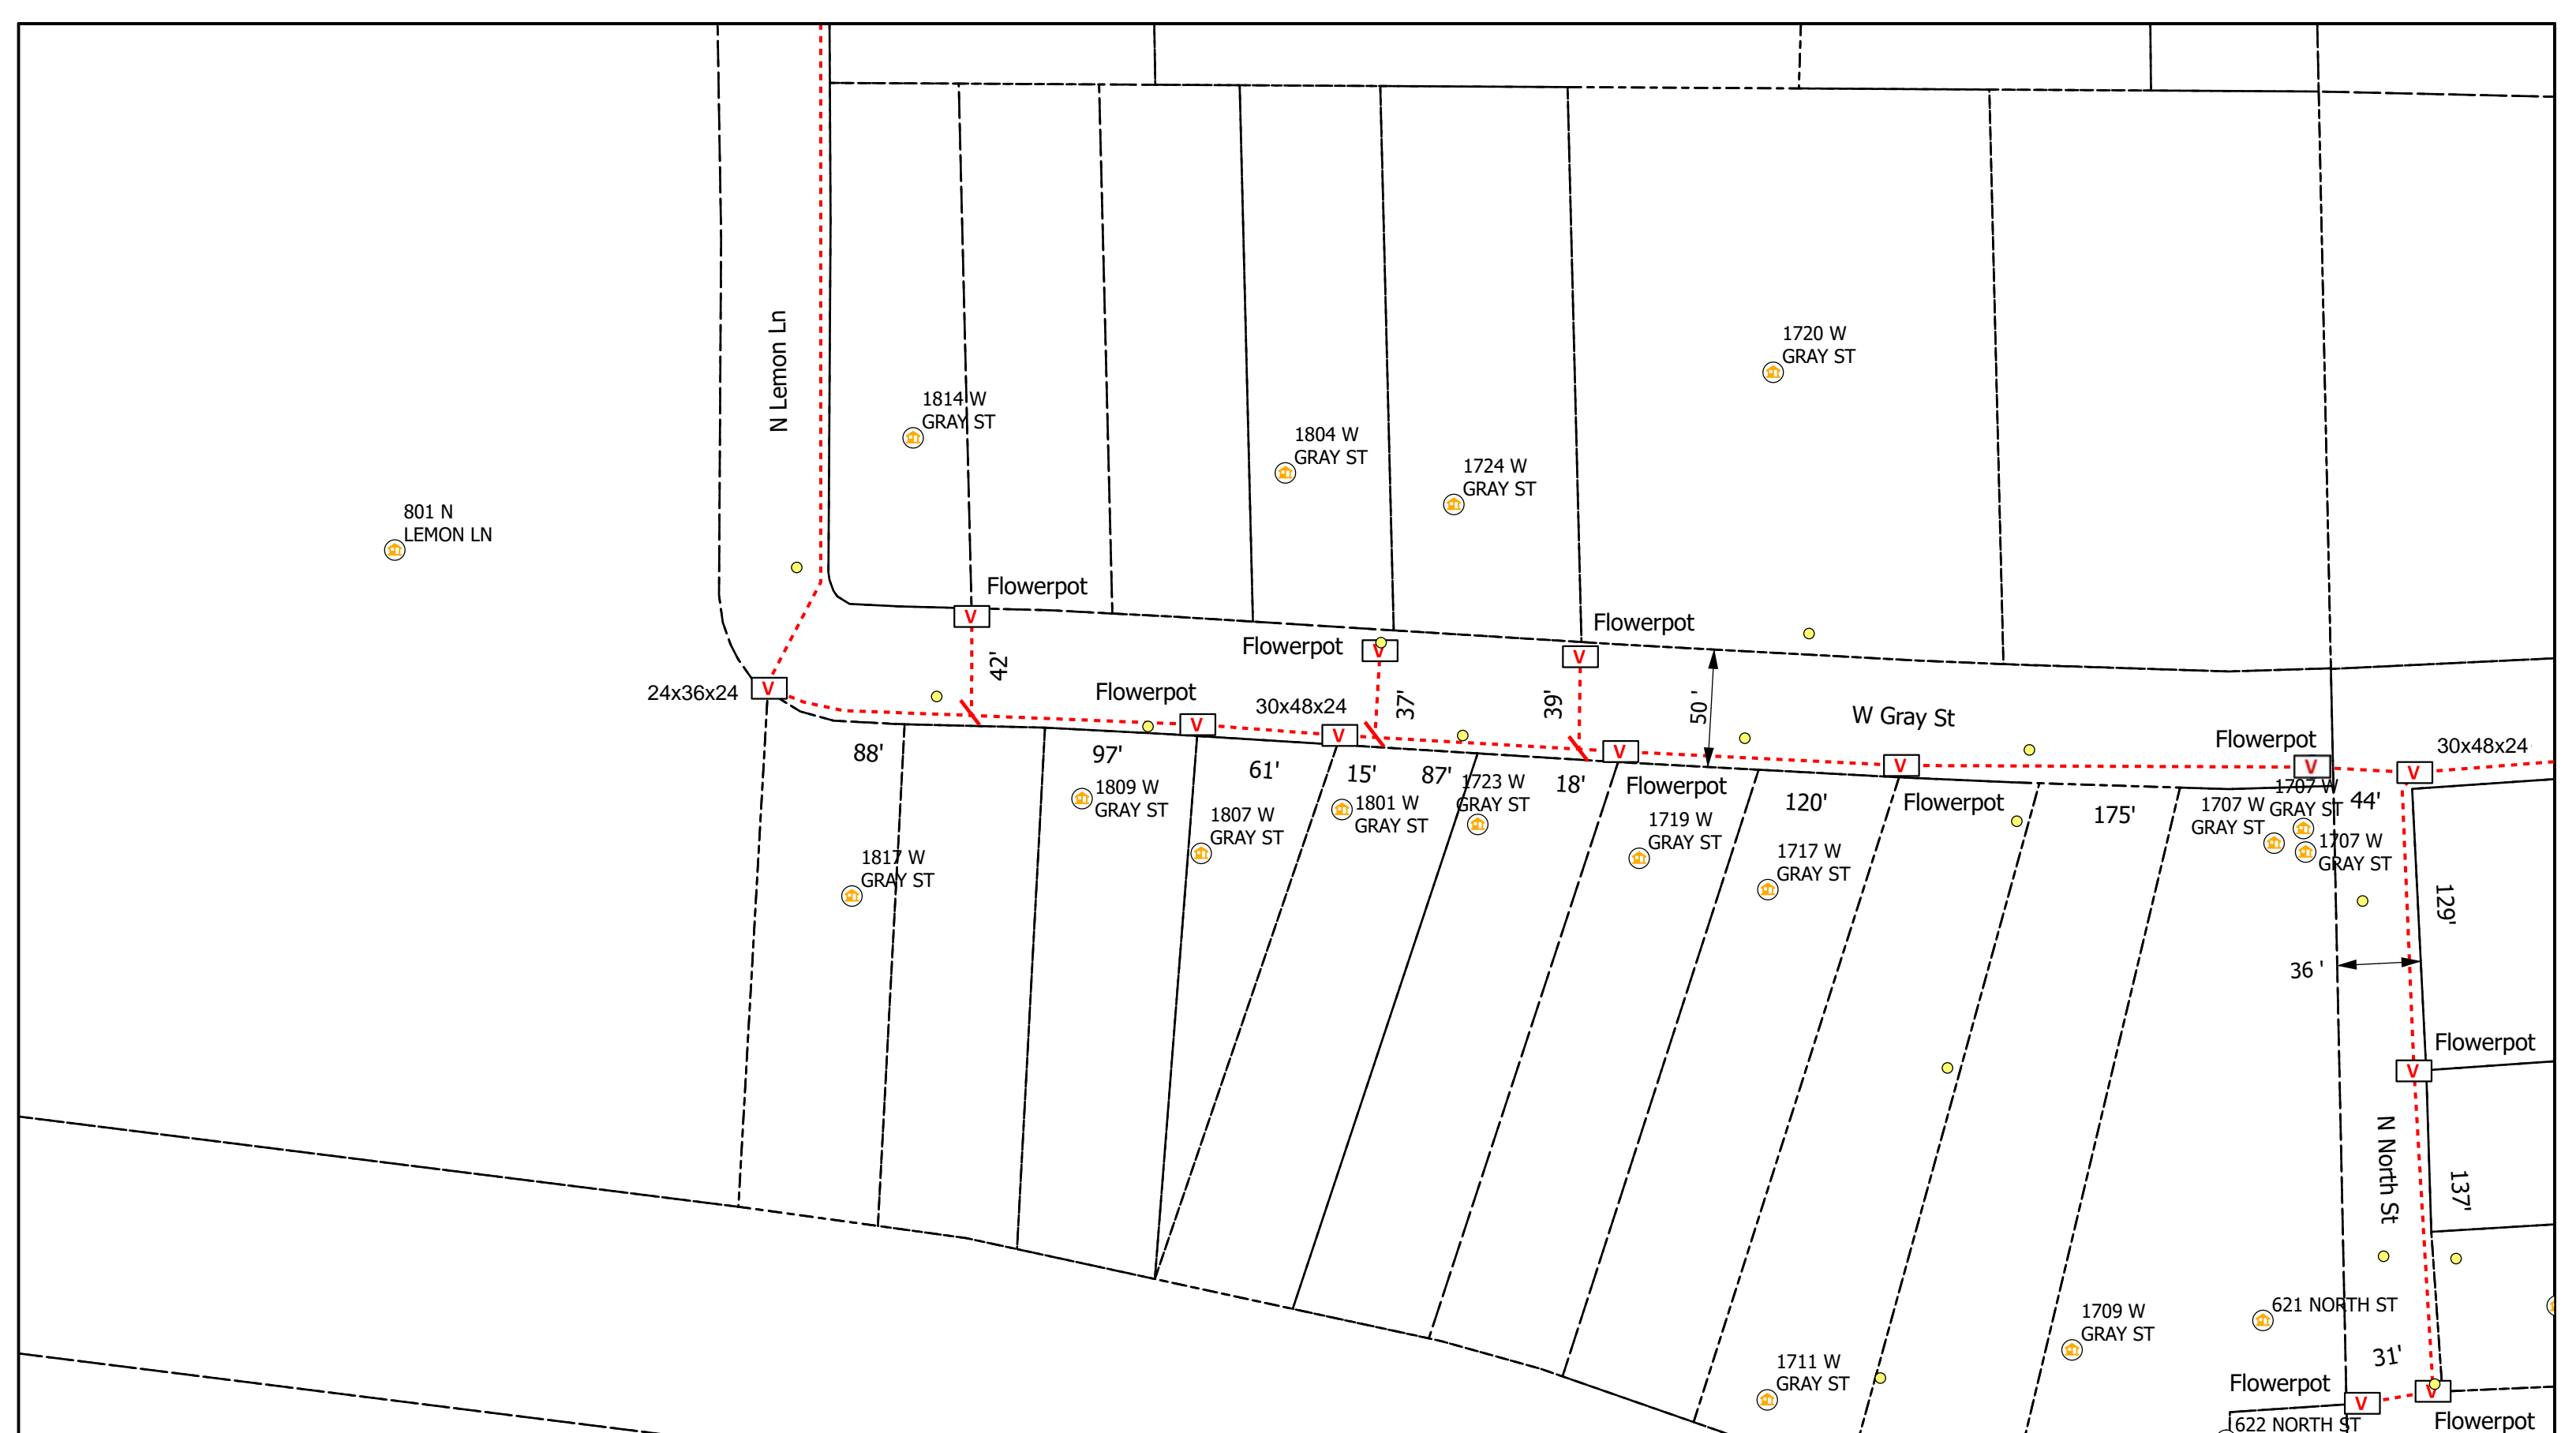 N Lemon Ln
1720 W
GRAY ST
1814 W
GRAY ST
1804 W
GRAY ST
1724 W
GRAY ST
801 N
LEMON LN
Flowerpot
Flowerpot
Flowerpot
42'
24x36x24
Flowerpot
30x48x24
37'
39'
50 '
W Gray St
Flowerpot
30x48x24
88'
97'
61'
15'
87'
18'
Flowerpot
120'
Flowerpot
175'
44'
1809 W
GRAY ST
1807 W
GRAY ST
1801 W
GRAY ST
1723 W
GRAY ST
1719 W
GRAY ST
1717 W
GRAY ST
1707 W
GRAY ST
1707 W
GRAY ST
1707 W
GRAY ST
1817 W
GRAY ST
129'
36 '
Flowerpot
N North St
137'
621 NORTH ST
1709 W
GRAY ST
31'
1711 W
GRAY ST
Flowerpot
Flowerpot
622 NORTH ST
V
V
V
V
V
V
V
V
V
V
V
V
V